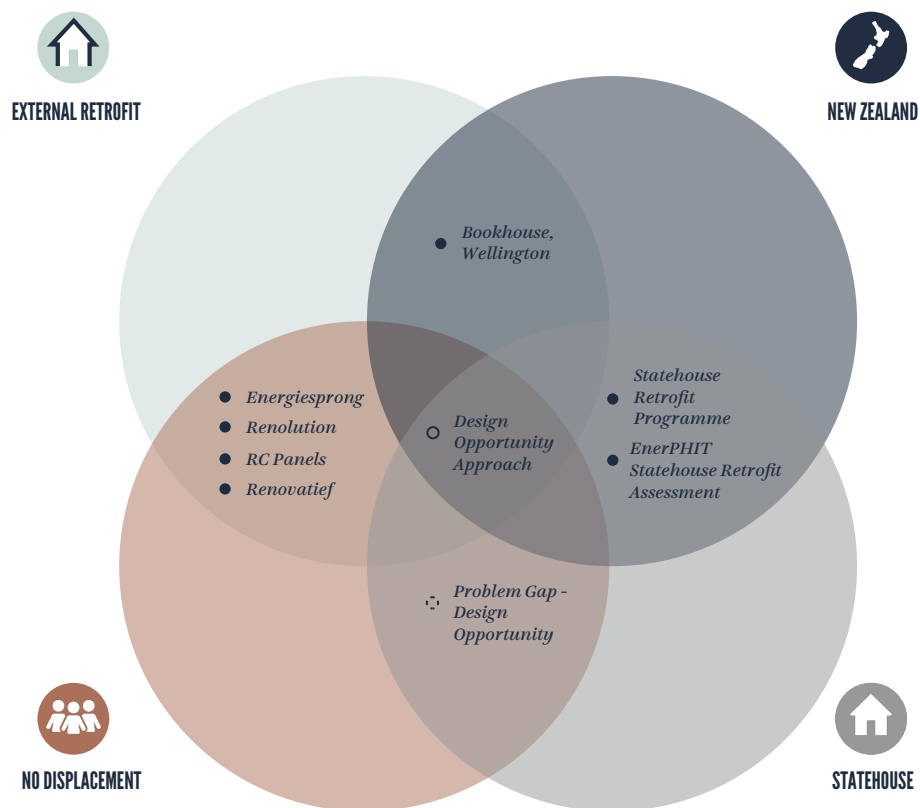 EXTERNAL RETROFIT
NEW ZEALAND
Bookhouse,
Wellington
Energiesprong
Renolution
RC Panels
Renovatief
Design
Opportunity
Approach
Statehouse
Retrofit
Programme
EnerPHIT
Statehouse Retrofit
Assessment
Problem Gap -
Design
Opportunity
NO DISPLACEMENT
STATEHOUSE